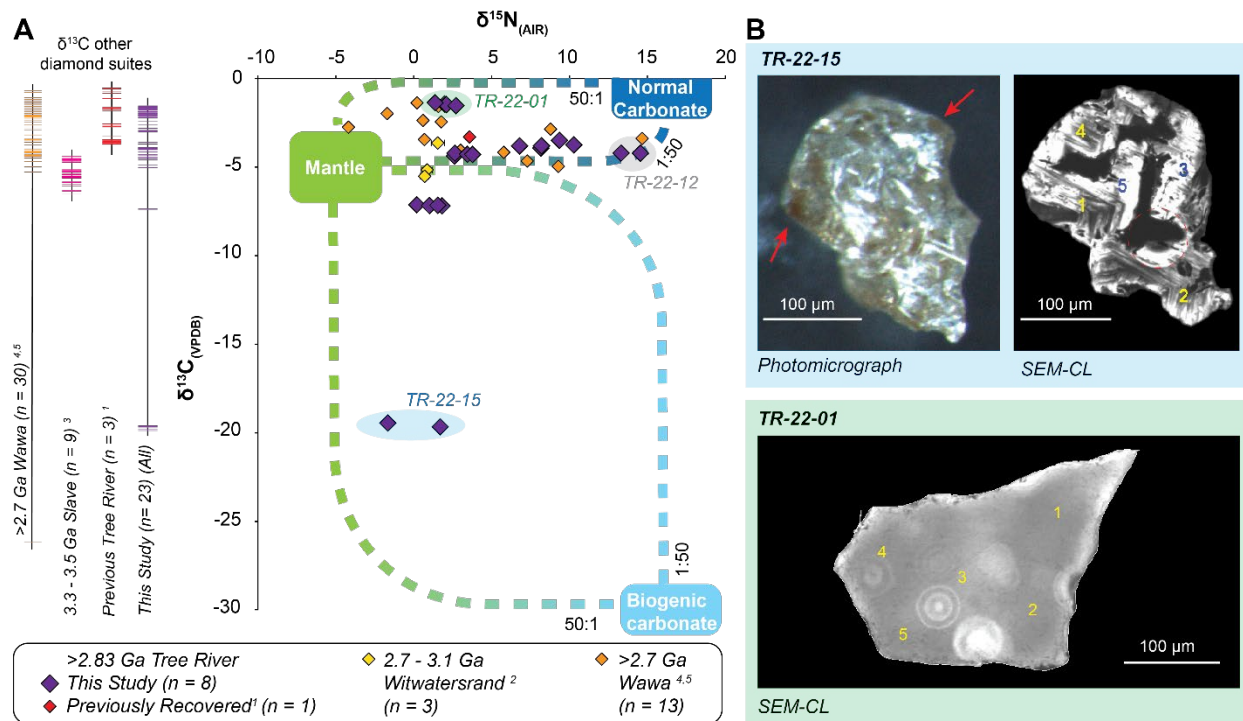 A
δ13C other
diamond suites
>2.7 Ga Wawa (n = 30) 4,5
3.3 - 3.5 Ga Slave (n = 9) 3
Previous Tree River (n = 3) 1
This Study (n= 23) (All)
δ15N(AIR)
-10 -5 0 5 10 15 20
δ13C(VPDB)
0
-5
-10
-15
-20
-25
-30
TR-22-01
50:1
Normal
Carbonate
Mantle
1:50
TR-22-12
TR-22-15
1:50
50:1
Biogenic
carbonate
>2.83 Ga Tree River
This Study (n = 8)
Previously Recovered1 (n = 1)
2.7 - 3.1 Ga
Witwatersrand 2
(n = 3)
>2.7 Ga
Wawa 4,5
(n = 13)
B
TR-22-15
100 µm
Photomicrograph
4
3
5
1
2
100 µm
SEM-CL
TR-22-01
1
4
3
2
5
100 µm
SEM-CL